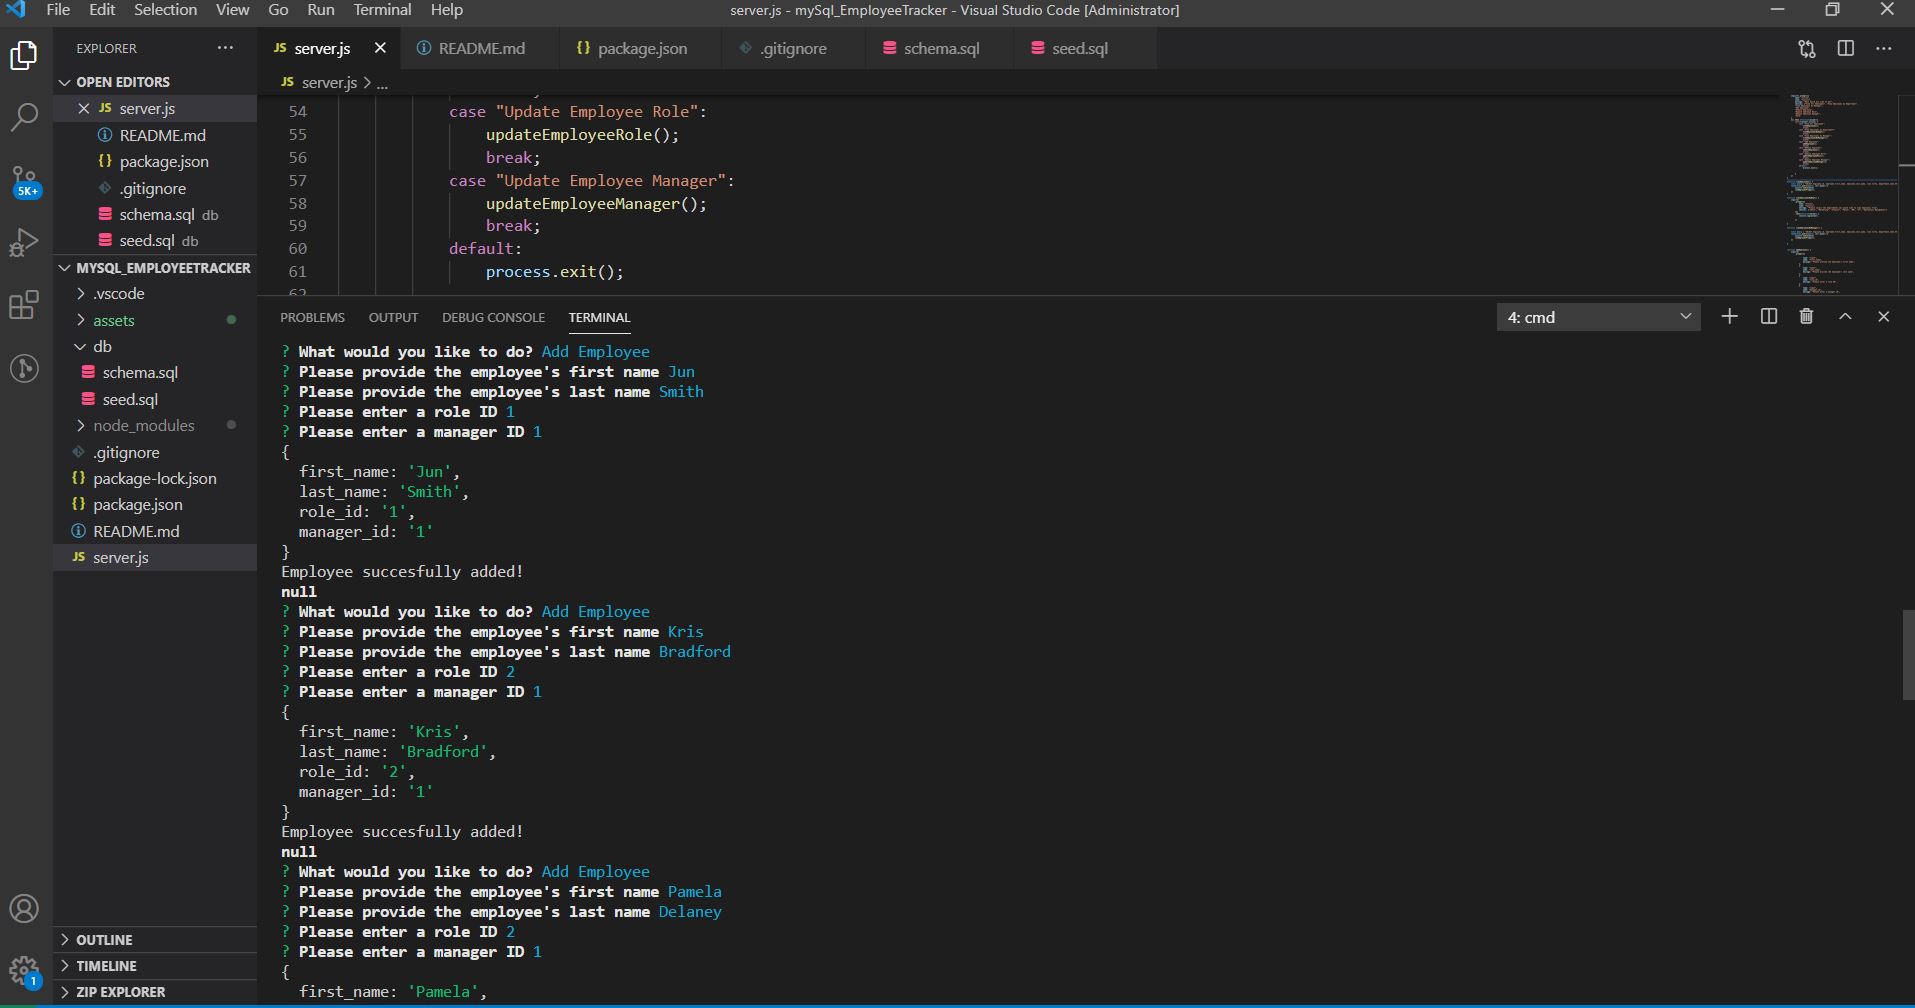 File Edit Selection View Go Run Terminal Help
server.js - mySql_EmployeeTracker - Visual Studio Code [Administrator]
EXPLORER
OPEN EDITORS
JS server.js
README.md
{} package.json
.gitignore
schema.sql db
seed.sql db
5K+
MYSQL_EMPLOYEETRACKER
.vscode
assets
db
schema.sql
seed.sql
node_modules
.gitignore
{} package-lock.json
{} package.json
README.md
JS server.js
OUTLINE
TIMELINE
ZIP EXPLORER
1
JS server.js README.md {} package.json .gitignore schema.sql seed.sql
JS server.js > ...
54 case "Update Employee Role":
55 updateEmployeeRole();
56 break;
57 case "Update Employee Manager":
58 updateEmployeeManager();
59 break;
60 default:
61 process.exit();
62
PROBLEMS OUTPUT DEBUG CONSOLE TERMINAL 4: cmd
? What would you like to do? Add Employee
? Please provide the employee's first name Jun
? Please provide the employee's last name Smith
? Please enter a role ID 1
? Please enter a manager ID 1
{
first_name: 'Jun',
last_name: 'Smith',
role_id: '1',
manager_id: '1'
}
Employee succesfully added!
null
? What would you like to do? Add Employee
? Please provide the employee's first name Kris
? Please provide the employee's last name Bradford
? Please enter a role ID 2
? Please enter a manager ID 1
{
first_name: 'Kris',
last_name: 'Bradford',
role_id: '2',
manager_id: '1'
}
Employee succesfully added!
null
? What would you like to do? Add Employee
? Please provide the employee's first name Pamela
? Please provide the employee's last name Delaney
? Please enter a role ID 2
? Please enter a manager ID 1
{
first_name: 'Pamela',